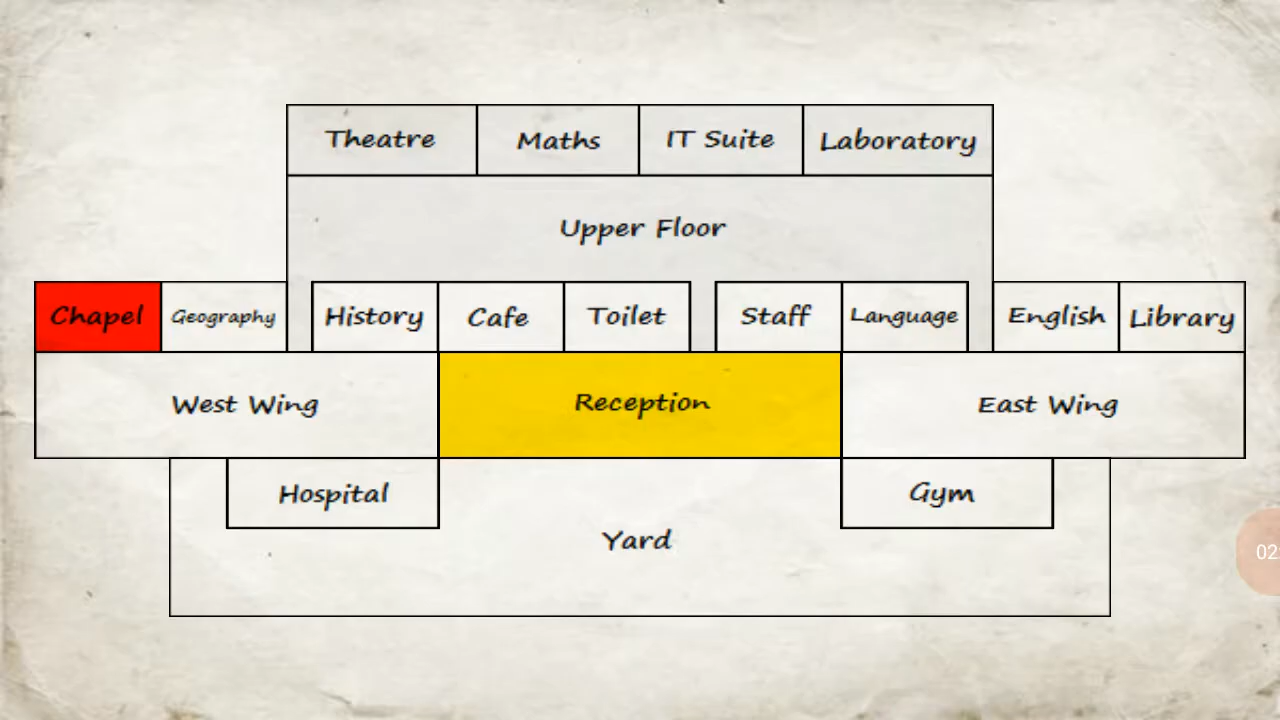 Theatre
Maths
IT Suite
Laboratory
Upper Floor
Chapel
Geography
History
Cafe
Toilet
Staff
Language
English
Library
West Wing
Reception
East Wing
Hospital
Gym
Yard